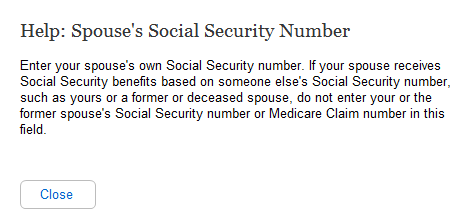 Help: Spouse's Social Security Number
Enter your spouse's own Social Security number. If your spouse receives
Social Security benefits based on someone else's Social Security number,
such as yours or a former or deceased spouse, do not enter your or the
former spouse's Social Security number or Medicare Claim number in this
field.
Close